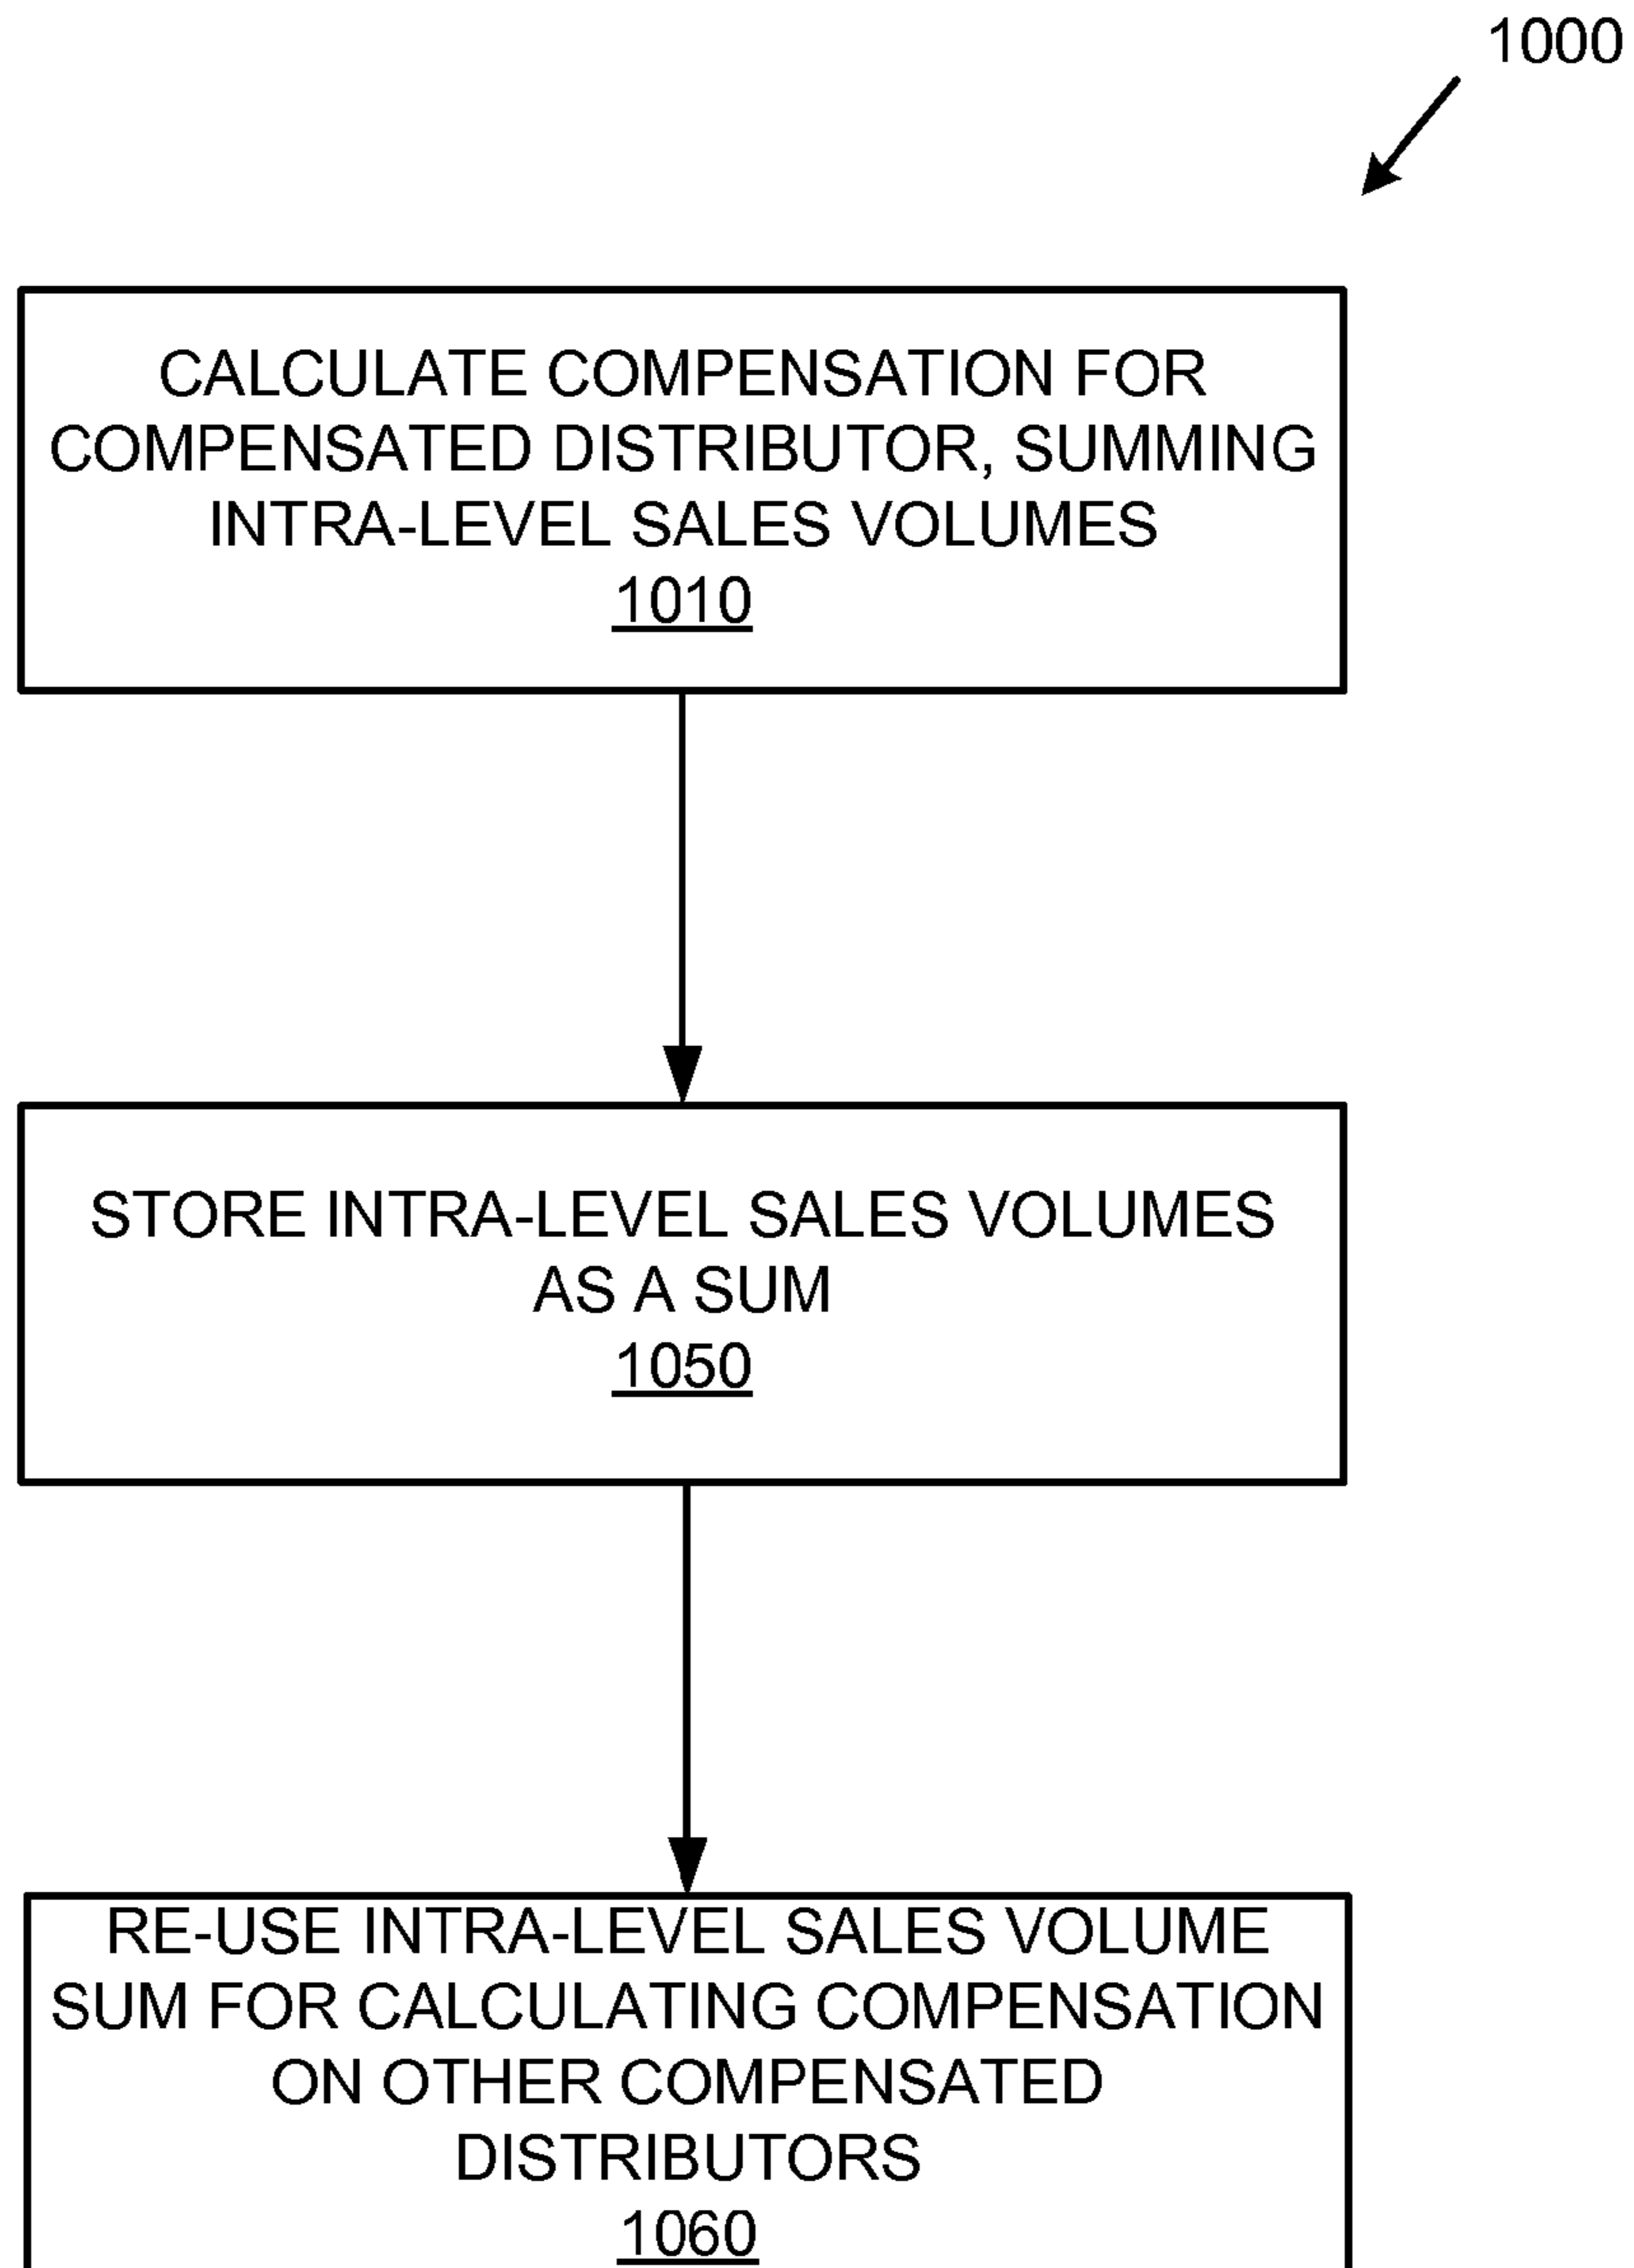 1000
CALCULATE COMPENSATION FOR
COMPENSATED DISTRIBUTOR, SUMMING
INTRA-LEVEL SALES VOLUMES
1010
STORE INTRA-LEVEL SALES VOLUMES
AS A SUM
1050
RE-USE INTRA-LEVEL SALES VOLUME
SUM FOR CALCULATING COMPENSATION
ON OTHER COMPENSATED
DISTRIBUTORS
1060